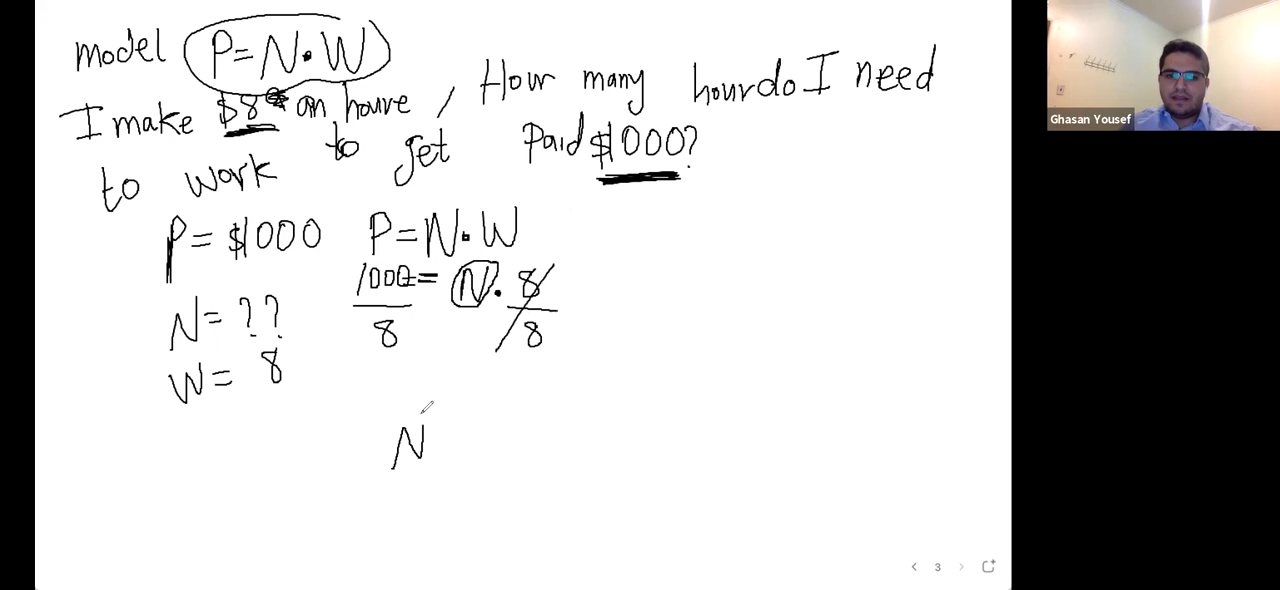 model P=N·W
I make $8 an houre, How many hour do I need
to work to get Paid $1000?
P= $1000 P=N·W
1000= N· 8
N= ?? 8 8
W= 8
N
Ghasan Yousef
3